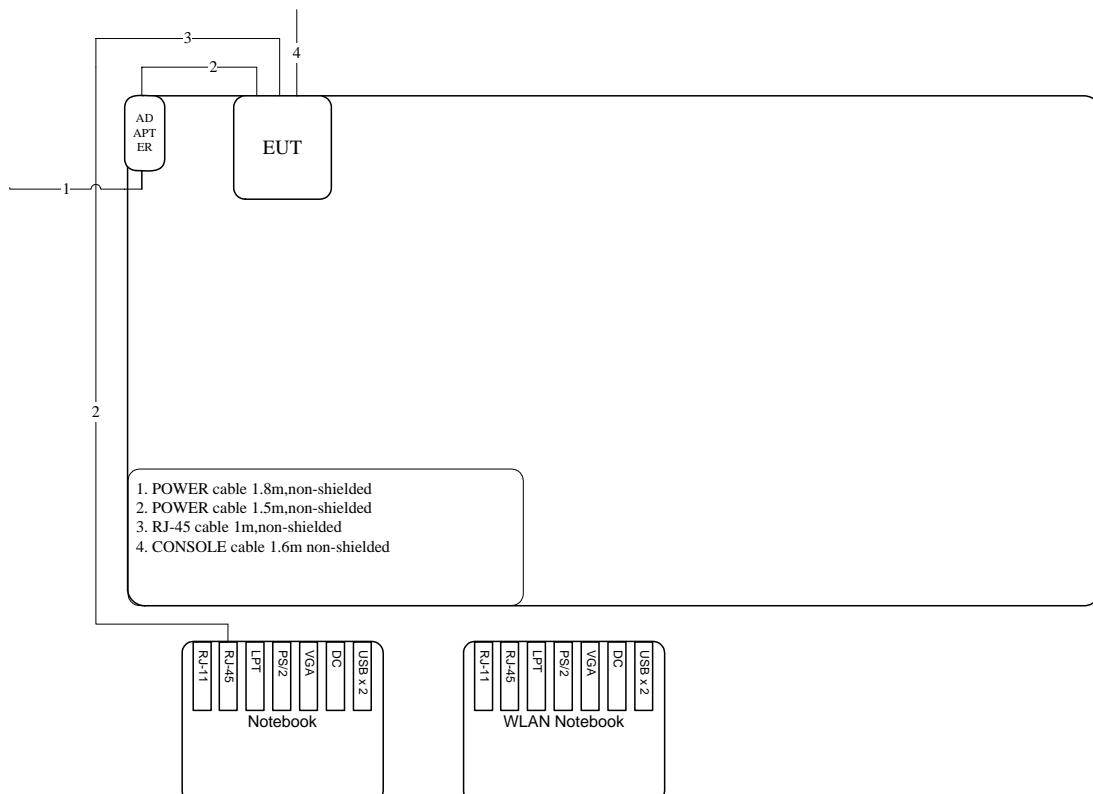 3
4
2
AD
APT
ER
EUT
1
2
1. POWER cable 1.8m,non-shielded
2. POWER cable 1.5m,non-shielded
3. RJ-45 cable 1m,non-shielded
4. CONSOLE cable 1.6m non-shielded
RJ-11
RJ-45
LPT
PS/2
VGA
DC
USB x 2
Notebook
RJ-11
RJ-45
LPT
PS/2
VGA
DC
USB x 2
WLAN Notebook